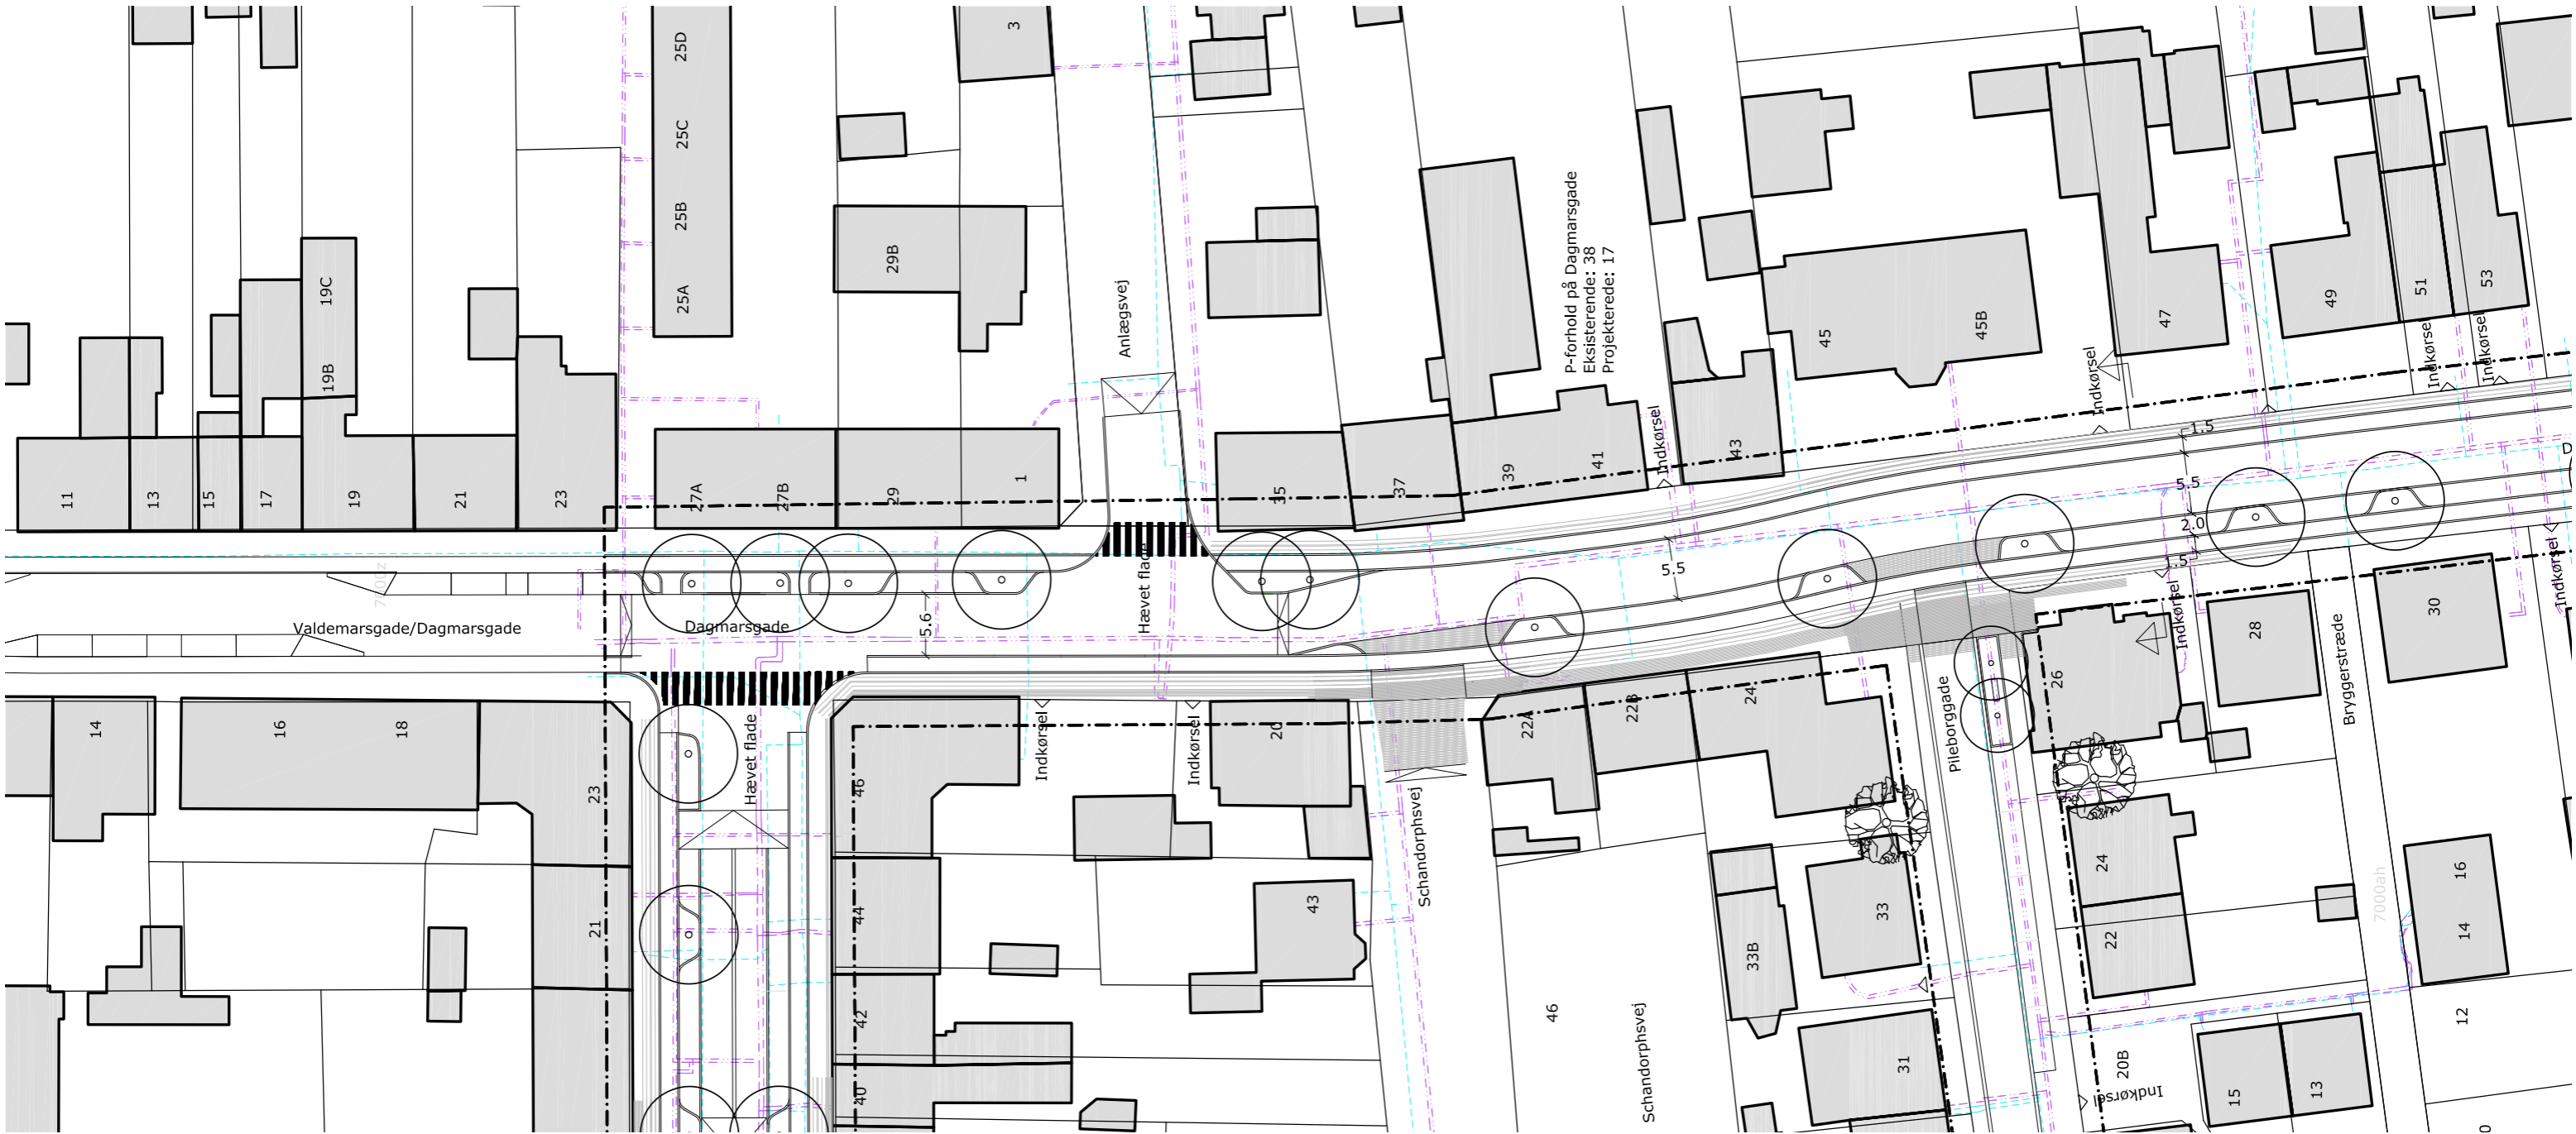 3
25D
25C
25B
25A
29B
19C
19B
Anlægsvej
P-forhold på Dagmarsgade
Eksisterende: 38
Projekterede: 17
45
45B
47
49
51
53
Indkørsel
Indkørsel
Indkørsel
Indkørsel
11
13
15
17
19
21
23
27A
27B
29
1
35
37
39
41
43
1.5
5.5
2.0
1.5
5.5
5.6
7000z
Valdemarsgade/Dagmarsgade
Dagmarsgade
Hævet flade
Hævet flade
D
14
16
18
23
21
46
44
42
40
Indkørsel
Indkørsel
20
43
Schandorphsvej
22A
22B
24
Pileborggade
26
Indkørsel
28
Bryggerstræde
30
Indkørsel
33
33B
31
46
Schandorphsvej
24
22
20B
Indkørsel
7000ah
16
14
12
15
13
0